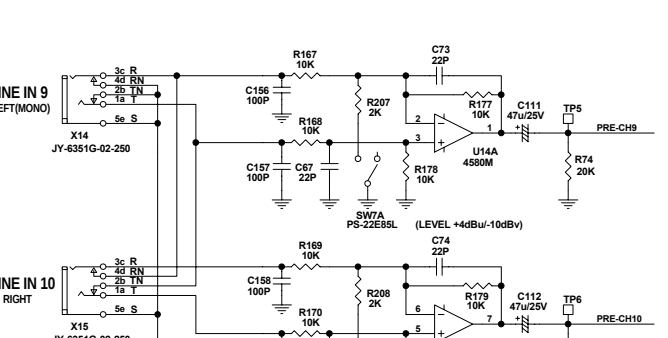 C73
22P
R167
10K
3c R
4d RN
2b TN
1a T
LINE IN 9
LEFT(MONO)
C156
100P
R207
2K
R177
10K
C111
47u/25V
TP5
+
2
−
1
PRE-CH9
5e S
R168
10K
3
+
X14
JY-6351G-02-250
U14A
4580M
C157
100P
C67
22P
R178
10K
R74
20K
SW7A
PS-22E85L
(LEVEL +4dBu/-10dBv)
C74
22P
R169
10K
3c R
4d RN
2b TN
1a T
LINE IN 10
RIGHT
C158
100P
R208
2K
R179
10K
C112
47u/25V
TP6
+
6
−
7
PRE-CH10
5e S
R170
10K
5
+
X15
JY-6351G-02-250